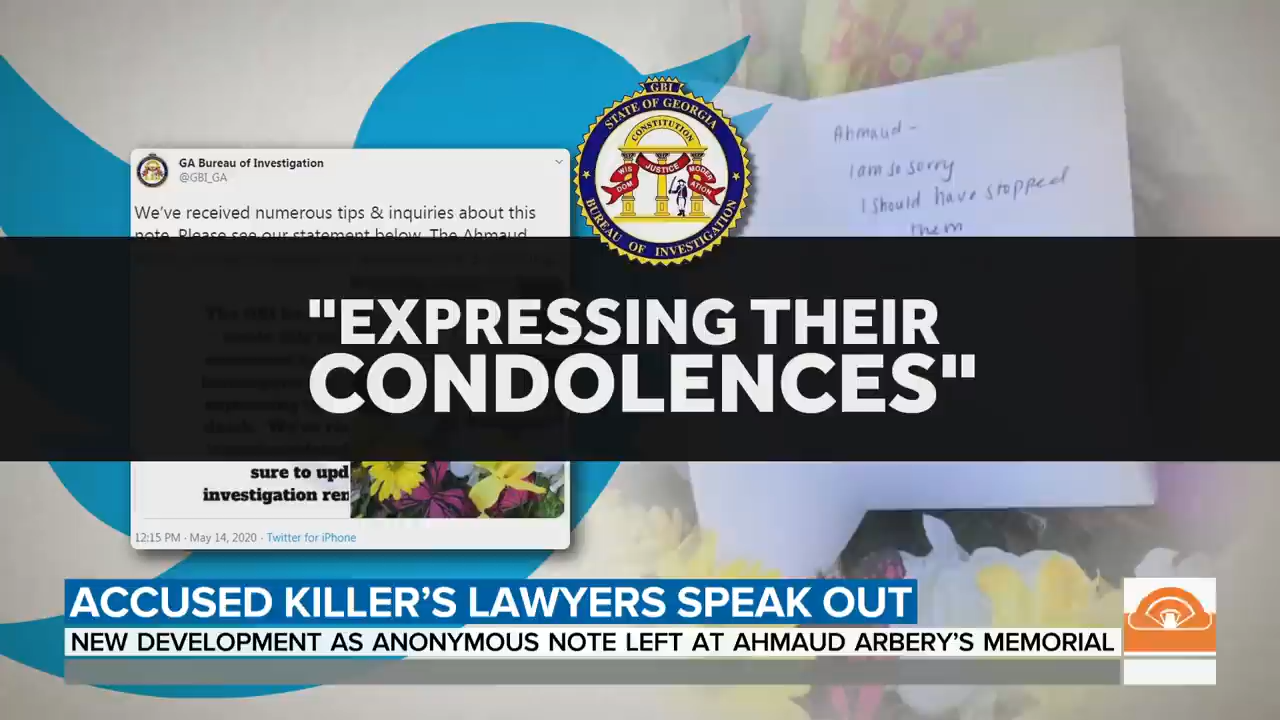 GA Bureau of Investigation
@GBI_GA
We've received numerous tips & inquiries about this
note. Please see our statement below. The Ahmaud
sure to upd
investigation ren
12:15 PM · May 14, 2020 · Twitter for iPhone
GBI
STATE OF GEORGIA
CONSTITUTION
WIS
DOM
JUSTICE
MODER
ATION
BUREAU OF INVESTIGATION
Ahmaud -
I am so sorry
I should have stopped
them
"EXPRESSING THEIR
CONDOLENCES"
ACCUSED KILLER'S LAWYERS SPEAK OUT
NEW DEVELOPMENT AS ANONYMOUS NOTE LEFT AT AHMAUD ARBERY'S MEMORIAL